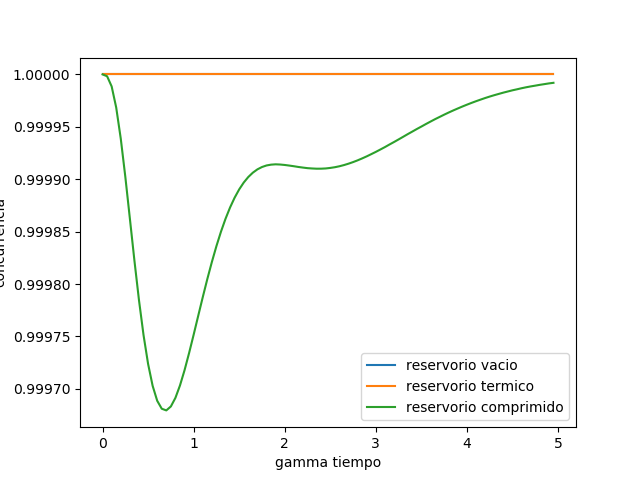 1.00000
0.99995
0.99990
0.99985
0.99980
0.99975
0.99970
concurrencia
0
1
2
3
4
5
gamma tiempo
reservorio vacio
reservorio termico
reservorio comprimido